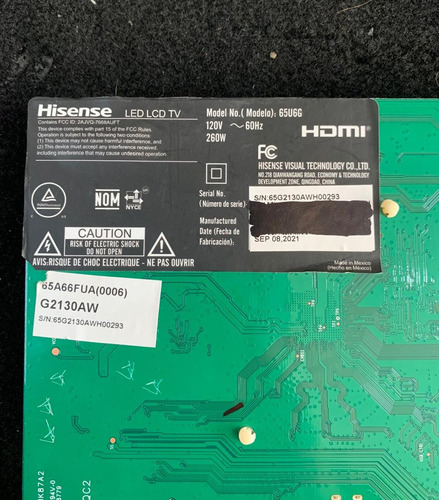 Hisense LED LCD TV
Contains FCC ID: 2AJVQ-7668AUFT
This device complies with part 15 of the FCC Rules.
Operation is subject to the following two conditions:
(1) This device may not cause harmful interference, and
(2) This device must accept any interference received,
including interference that may cause undesired operation.
NOM
NYCE
CAUTION
RISK OF ELECTRIC SHOCK
DO NOT OPEN
AVIS:RISQUE DE CHOC ELECTRIQUE - NE PAS OUVRIR
Model No.( Modelo): 65U6G
120V ~ 60Hz
260W
HDMI
FC
HISENSE VISUAL TECHNOLOGY CO.,LTD.
NO.218 QIANWANGANG ROAD, ECONOMY & TECHNOLOGY
DEVELOPMENT ZONE, QINGDAO, CHINA
Serial No.
(Número de serie):
S/N:65G2130AWH00293
Manufactured
Date (Fecha de
Fabricación):
SEP 08,2021
Made in Mexico
(Hecho en México)
65A66FUA(0006)
G2130AW
S/N:65G2130AWH00293
94V-0